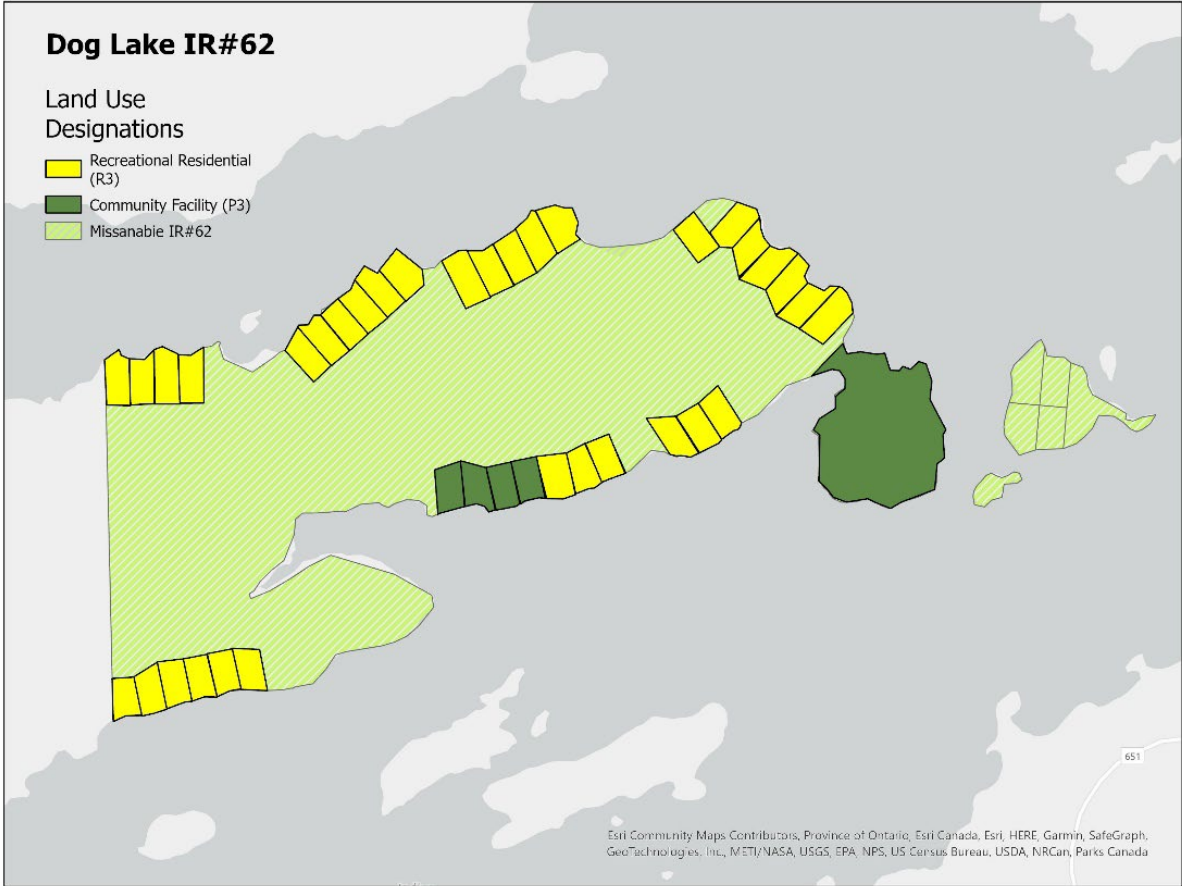 Dog Lake IR#62
Land Use
Designations
Recreational Residential
(R3)
Community Facility (P3)
Missanabie IR#62
651
Esri Community Maps Contributors, Province of Ontario, Esri Canada, Esri, HERE, Garmin, SafeGraph,
GeoTechnologies, Inc., METI/NASA, USGS, EPA, NPS, US Census Bureau, USDA, NRCan, Parks Canada